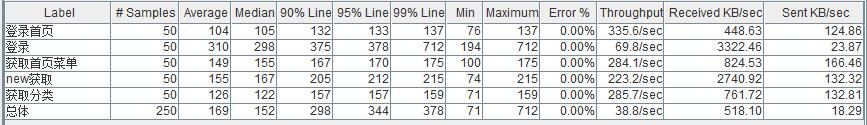 Label # Samples Average Median 90% Line 95% Line 99% Line Min Maximum Error % Throughput Received KB/sec Sent KB/sec
登录首页 50 104 105 132 133 137 76 137 0.00% 335.6/sec 448.63 124.86
登录 50 310 298 375 378 712 194 712 0.00% 69.8/sec 3322.46 23.87
获取首页菜单 50 149 155 167 170 175 100 175 0.00% 284.1/sec 824.53 166.46
new获取 50 155 167 205 212 215 74 215 0.00% 223.2/sec 2740.92 132.32
获取分类 50 126 122 157 157 159 71 159 0.00% 285.7/sec 761.72 132.81
总体 250 169 152 298 344 378 71 712 0.00% 38.8/sec 518.10 18.29